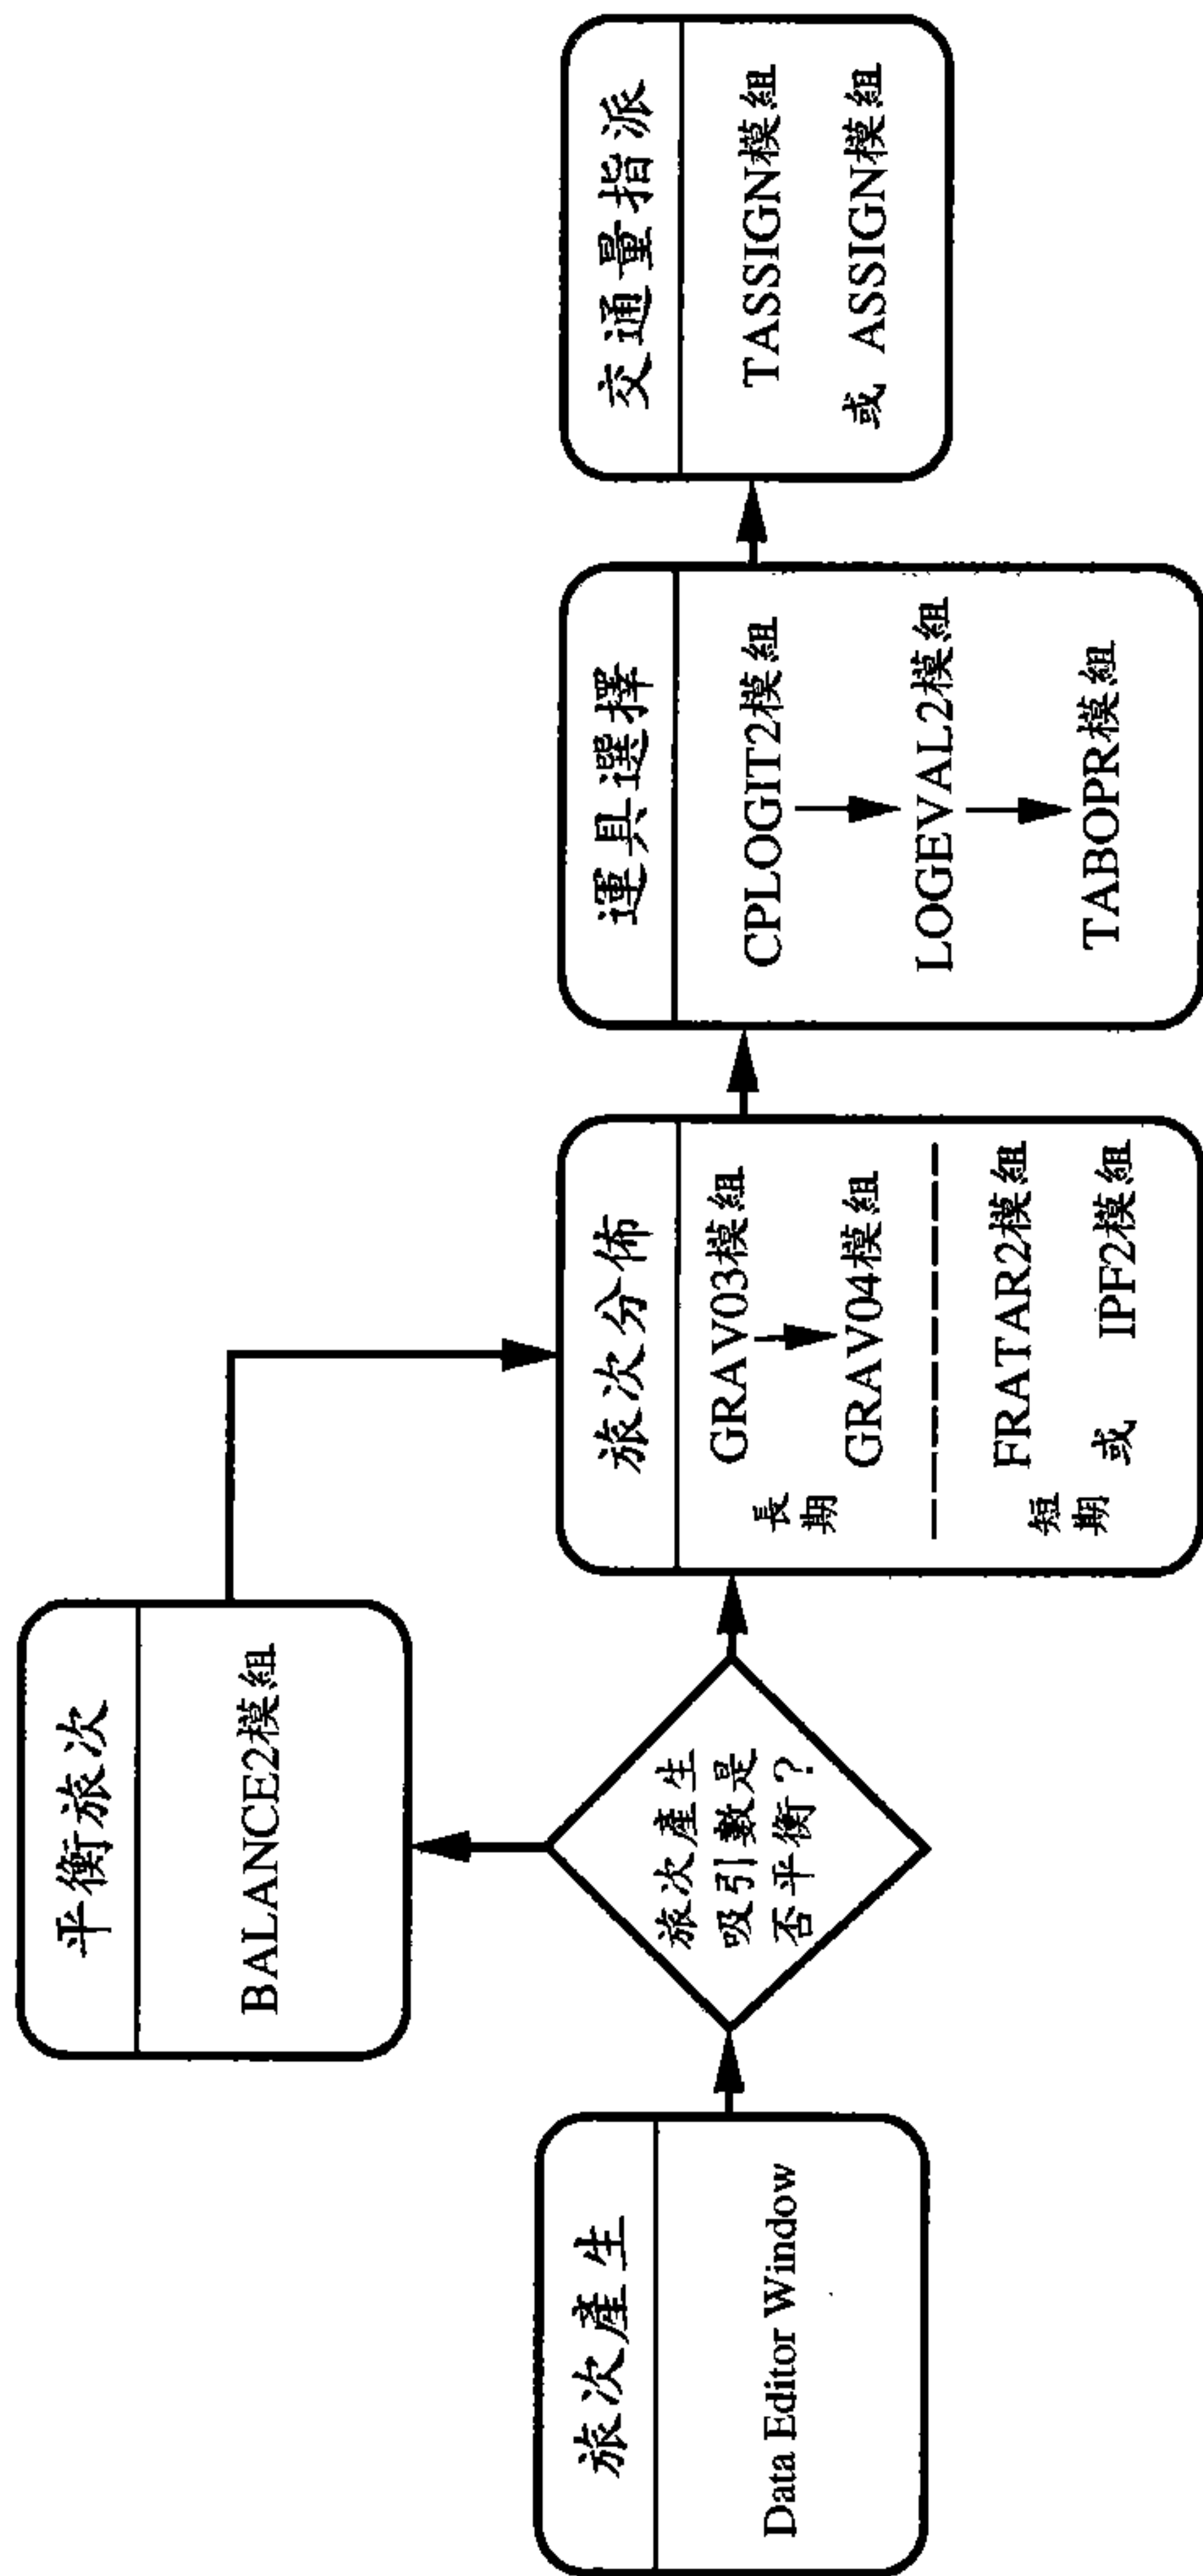 旅次產生
Data Editor Window
旅次產生
吸引數是
否平衡？
平衡旅次
BALANCE2模組
旅次分佈
長期
GRAV03模組
GRAV04模組
短期
FRATAR2模組
或 IPF2模組
運具選擇
CPLOGIT2模組
LOGEVAL2模組
TABOPR模組
交通量指派
TASSIGN模組
或 ASSIGN模組